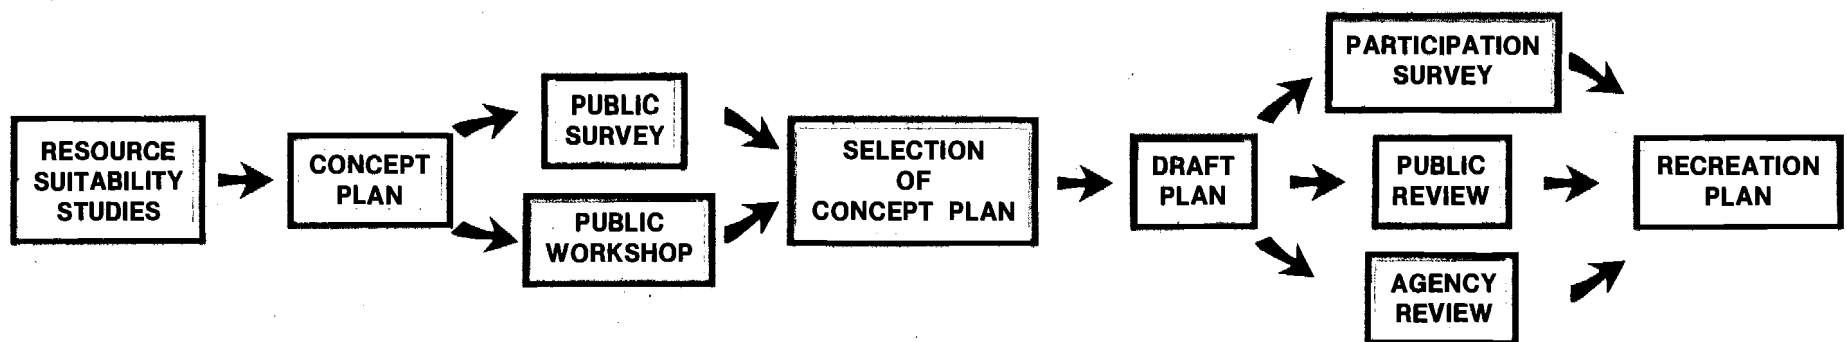 RESOURCE
SUITABILITY
STUDIES
CONCEPT
PLAN
PUBLIC
SURVEY
PUBLIC
WORKSHOP
SELECTION
OF
CONCEPT PLAN
DRAFT
PLAN
PARTICIPATION
SURVEY
PUBLIC
REVIEW
AGENCY
REVIEW
RECREATION
PLAN